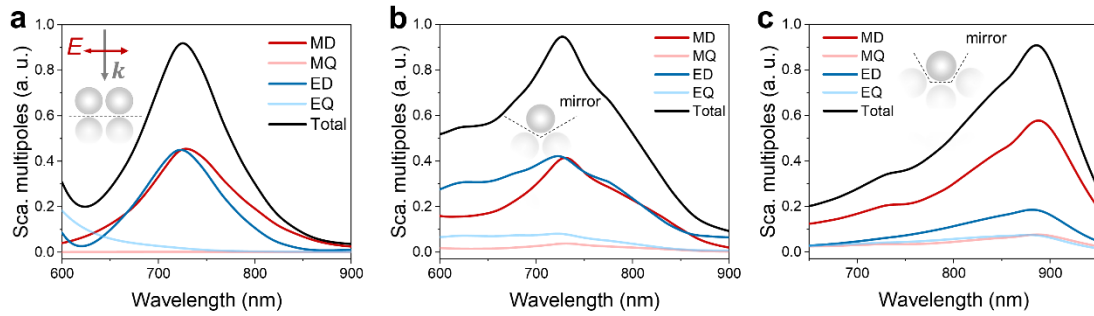 a
E
k
MD
MQ
ED
EQ
Total
Sca. multipoles (a. u.)
1.0
0.8
0.6
0.4
0.2
0.0
600
700
800
900
Wavelength (nm)
b
mirror
MD
MQ
ED
EQ
Total
Sca. multipoles (a. u.)
1.0
0.8
0.6
0.4
0.2
0.0
600
700
800
900
Wavelength (nm)
c
mirror
MD
MQ
ED
EQ
Total
Sca. multipoles (a. u.)
1.0
0.8
0.6
0.4
0.2
0.0
700
800
900
Wavelength (nm)